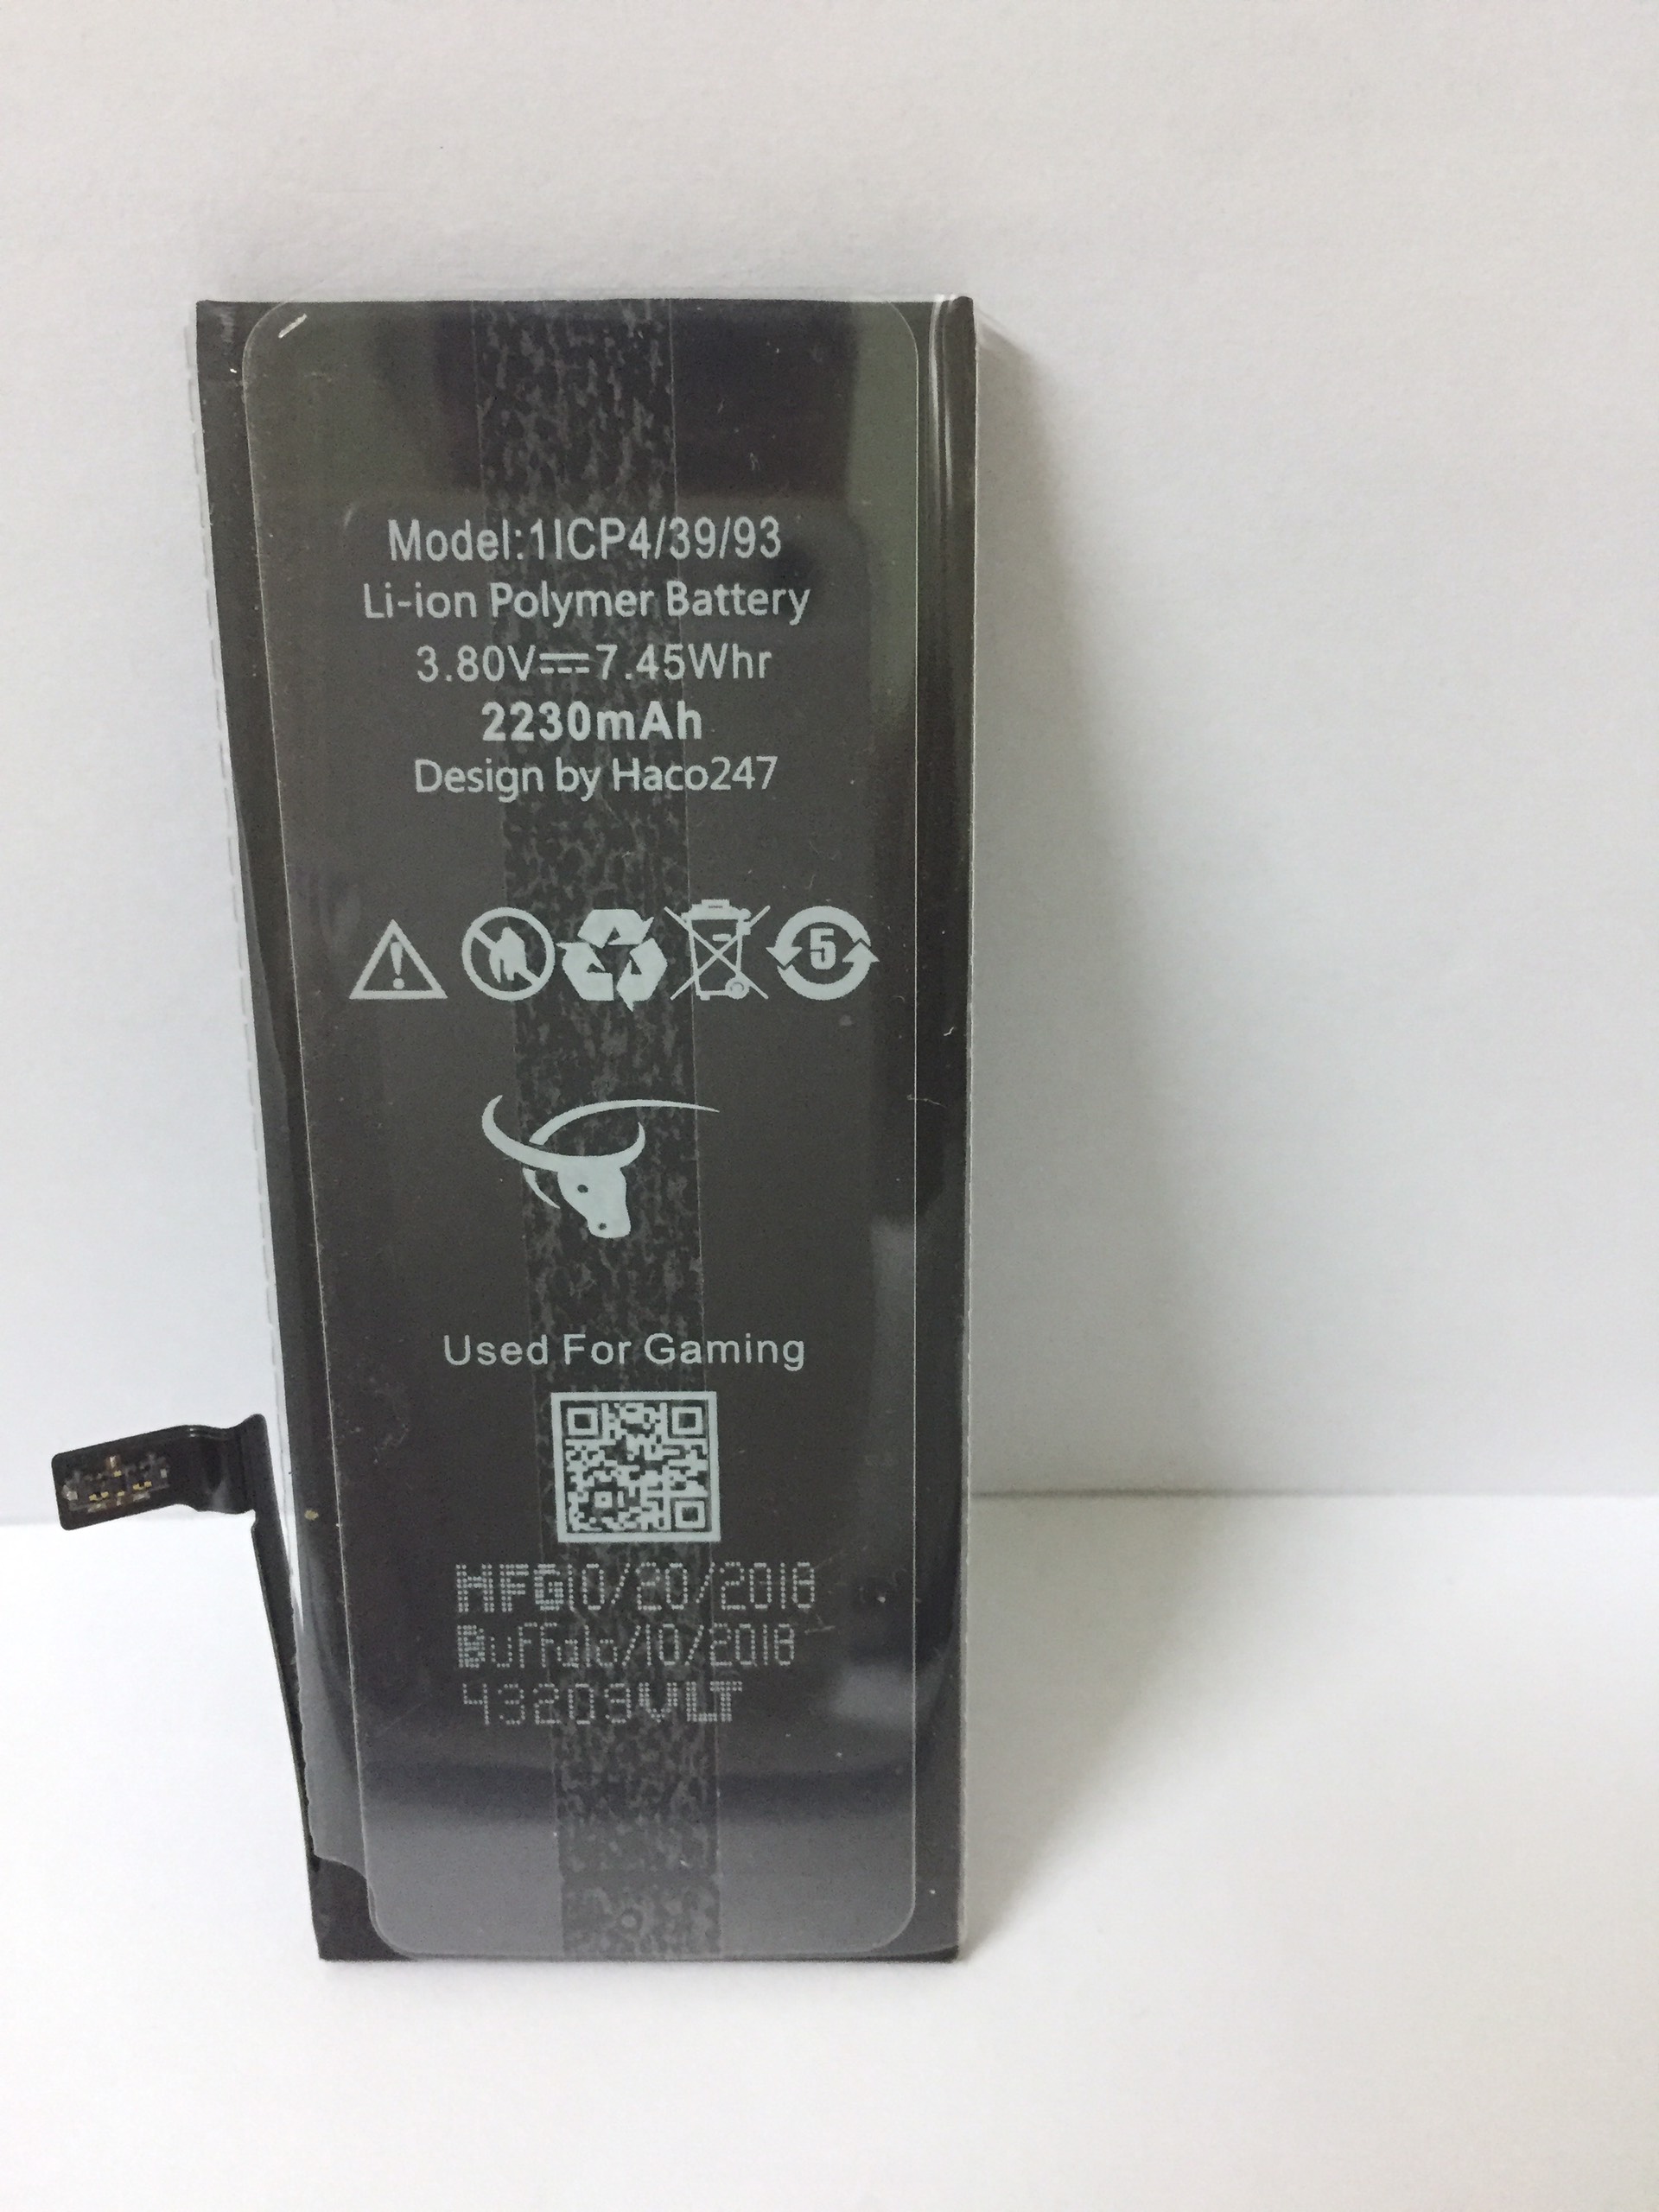 Model:1ICP4/39/93
Li-ion Polymer Battery
3.80V⎓7.45Whr
2230mAh
Design by Haco247
5
Used For Gaming
MFG10/20/2018
Buffalo/10/2018
43209VLT